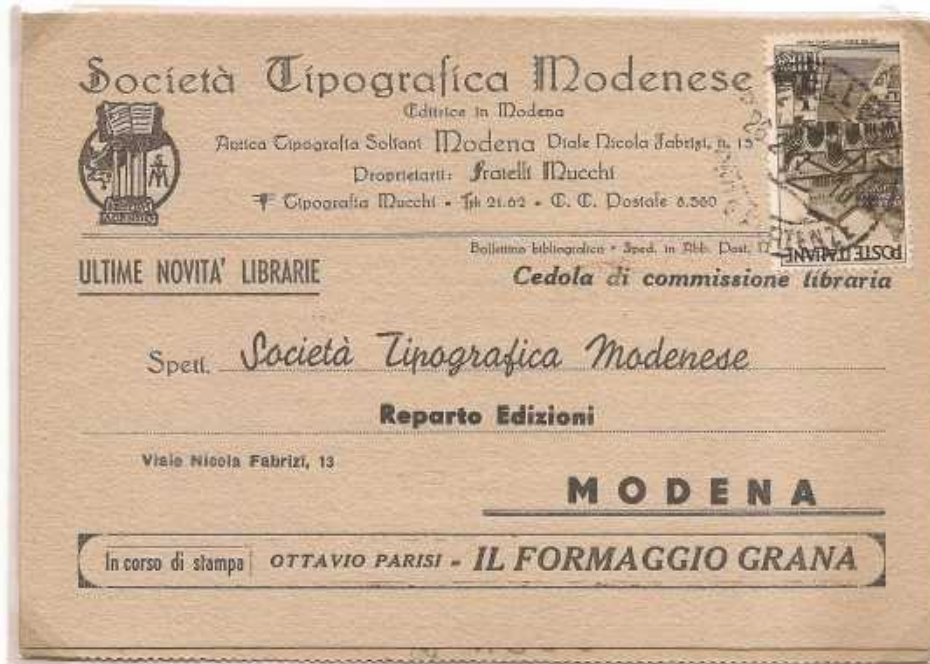 Società Tipografica Modenese
Editrice in Modena
Antica Tipografia Soliani Modena Viale Nicola Fabrizi, n. 13
Proprietarii: Fratelli Mucchi
Tipografia Mucchi - Tel. 21.62 - C. C. Postale 8.560
Bollettino bibliografico - Sped. in Abb. Post.
ULTIME NOVITA' LIBRARIE
Cedola di commissione libraria
POSTE ITALIANE
FIRENZE
Spett. Società Tipografica Modenese
Reparto Edizioni
Viale Nicola Fabrizi, 13
MODENA
In corso di stampa OTTAVIO PARISI - IL FORMAGGIO GRANA